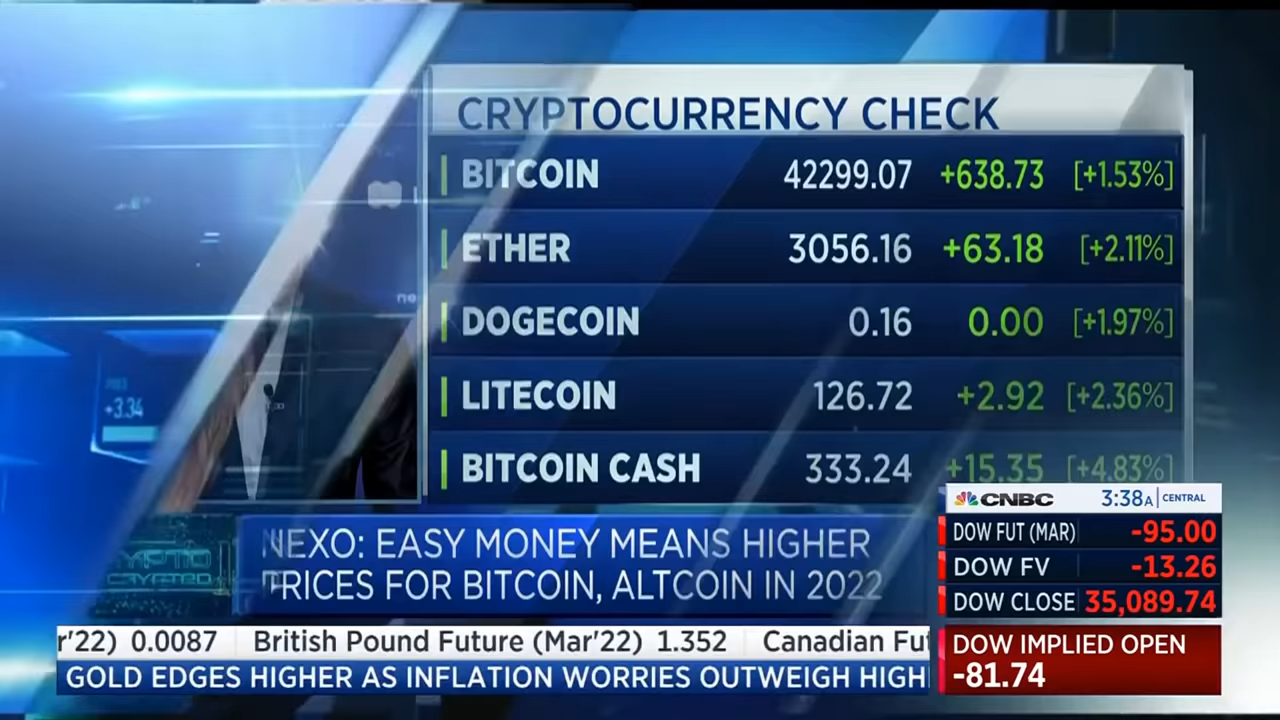 CRYPTOCURRENCY CHECK
BITCOIN 42299.07 +638.73 [+1.53%]
ETHER 3056.16 +63.18 [+2.11%]
DOGECOIN 0.16 0.00 [+1.97%]
LITECOIN 126.72 +2.92 [+2.36%]
BITCOIN CASH 333.24 +15.35 [+4.83%]
ne
+3.34
CRYPTO
NEXO: EASY MONEY MEANS HIGHER
PRICES FOR BITCOIN, ALTCOIN IN 2022
CNBC 3:38A CENTRAL
DOW FUT (MAR) -95.00
DOW FV -13.26
DOW CLOSE 35,089.74
DOW IMPLIED OPEN
-81.74
r'22) 0.0087 British Pound Future (Mar'22) 1.352 Canadian Fut
GOLD EDGES HIGHER AS INFLATION WORRIES OUTWEIGH HIGH